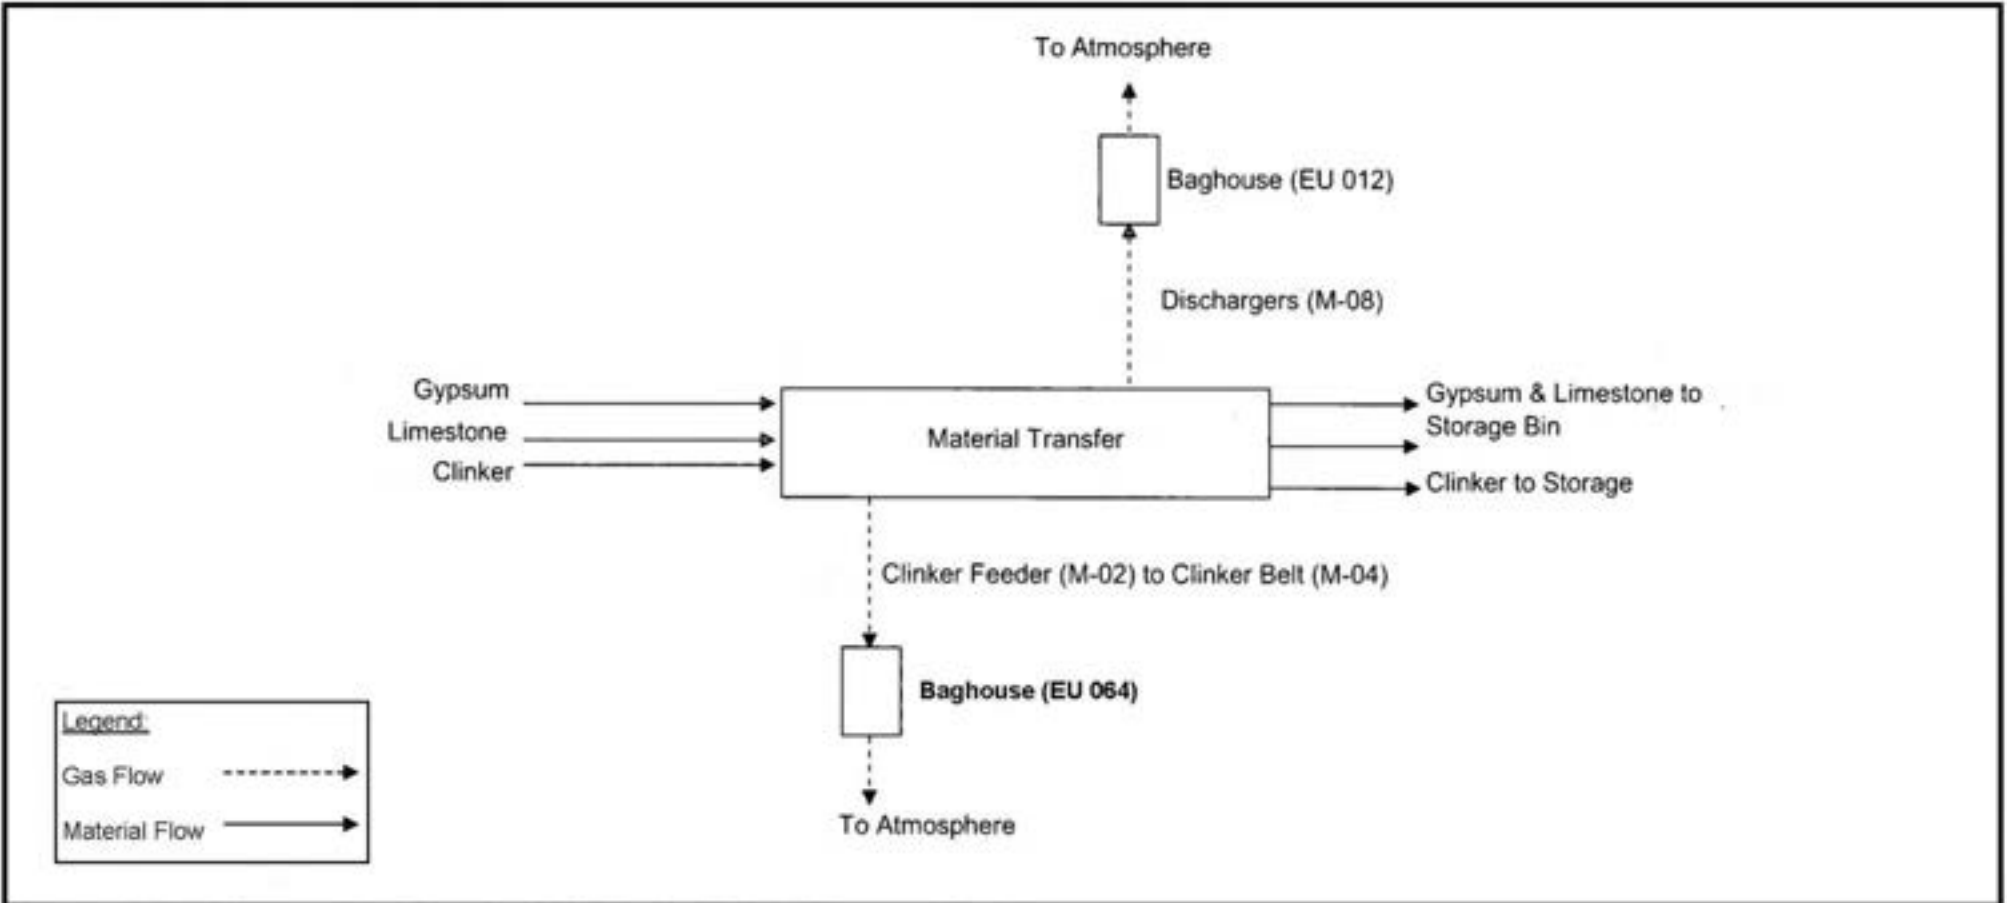 To Atmosphere
Baghouse (EU 012)
Dischargers (M-08)
Gypsum
Limestone
Clinker
Material Transfer
Gypsum & Limestone to
Storage Bin
Clinker to Storage
Clinker Feeder (M-02) to Clinker Belt (M-04)
Baghouse (EU 064)
To Atmosphere
Legend:
Gas Flow
Material Flow